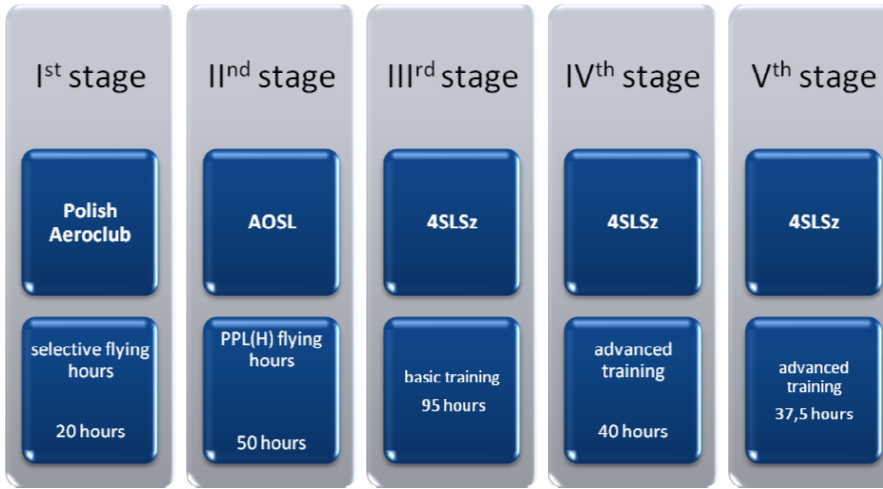 Iˢᵗ stage
Polish
Aeroclub
selective flying
hours
20 hours
IIⁿᵈ stage
AOSL
PPL(H) flying
hours
50 hours
IIIʳᵈ stage
4SLSz
basic training
95 hours
IVᵗʰ stage
4SLSz
advanced
training
40 hours
Vᵗʰ stage
4SLSz
advanced
training
37,5 hours